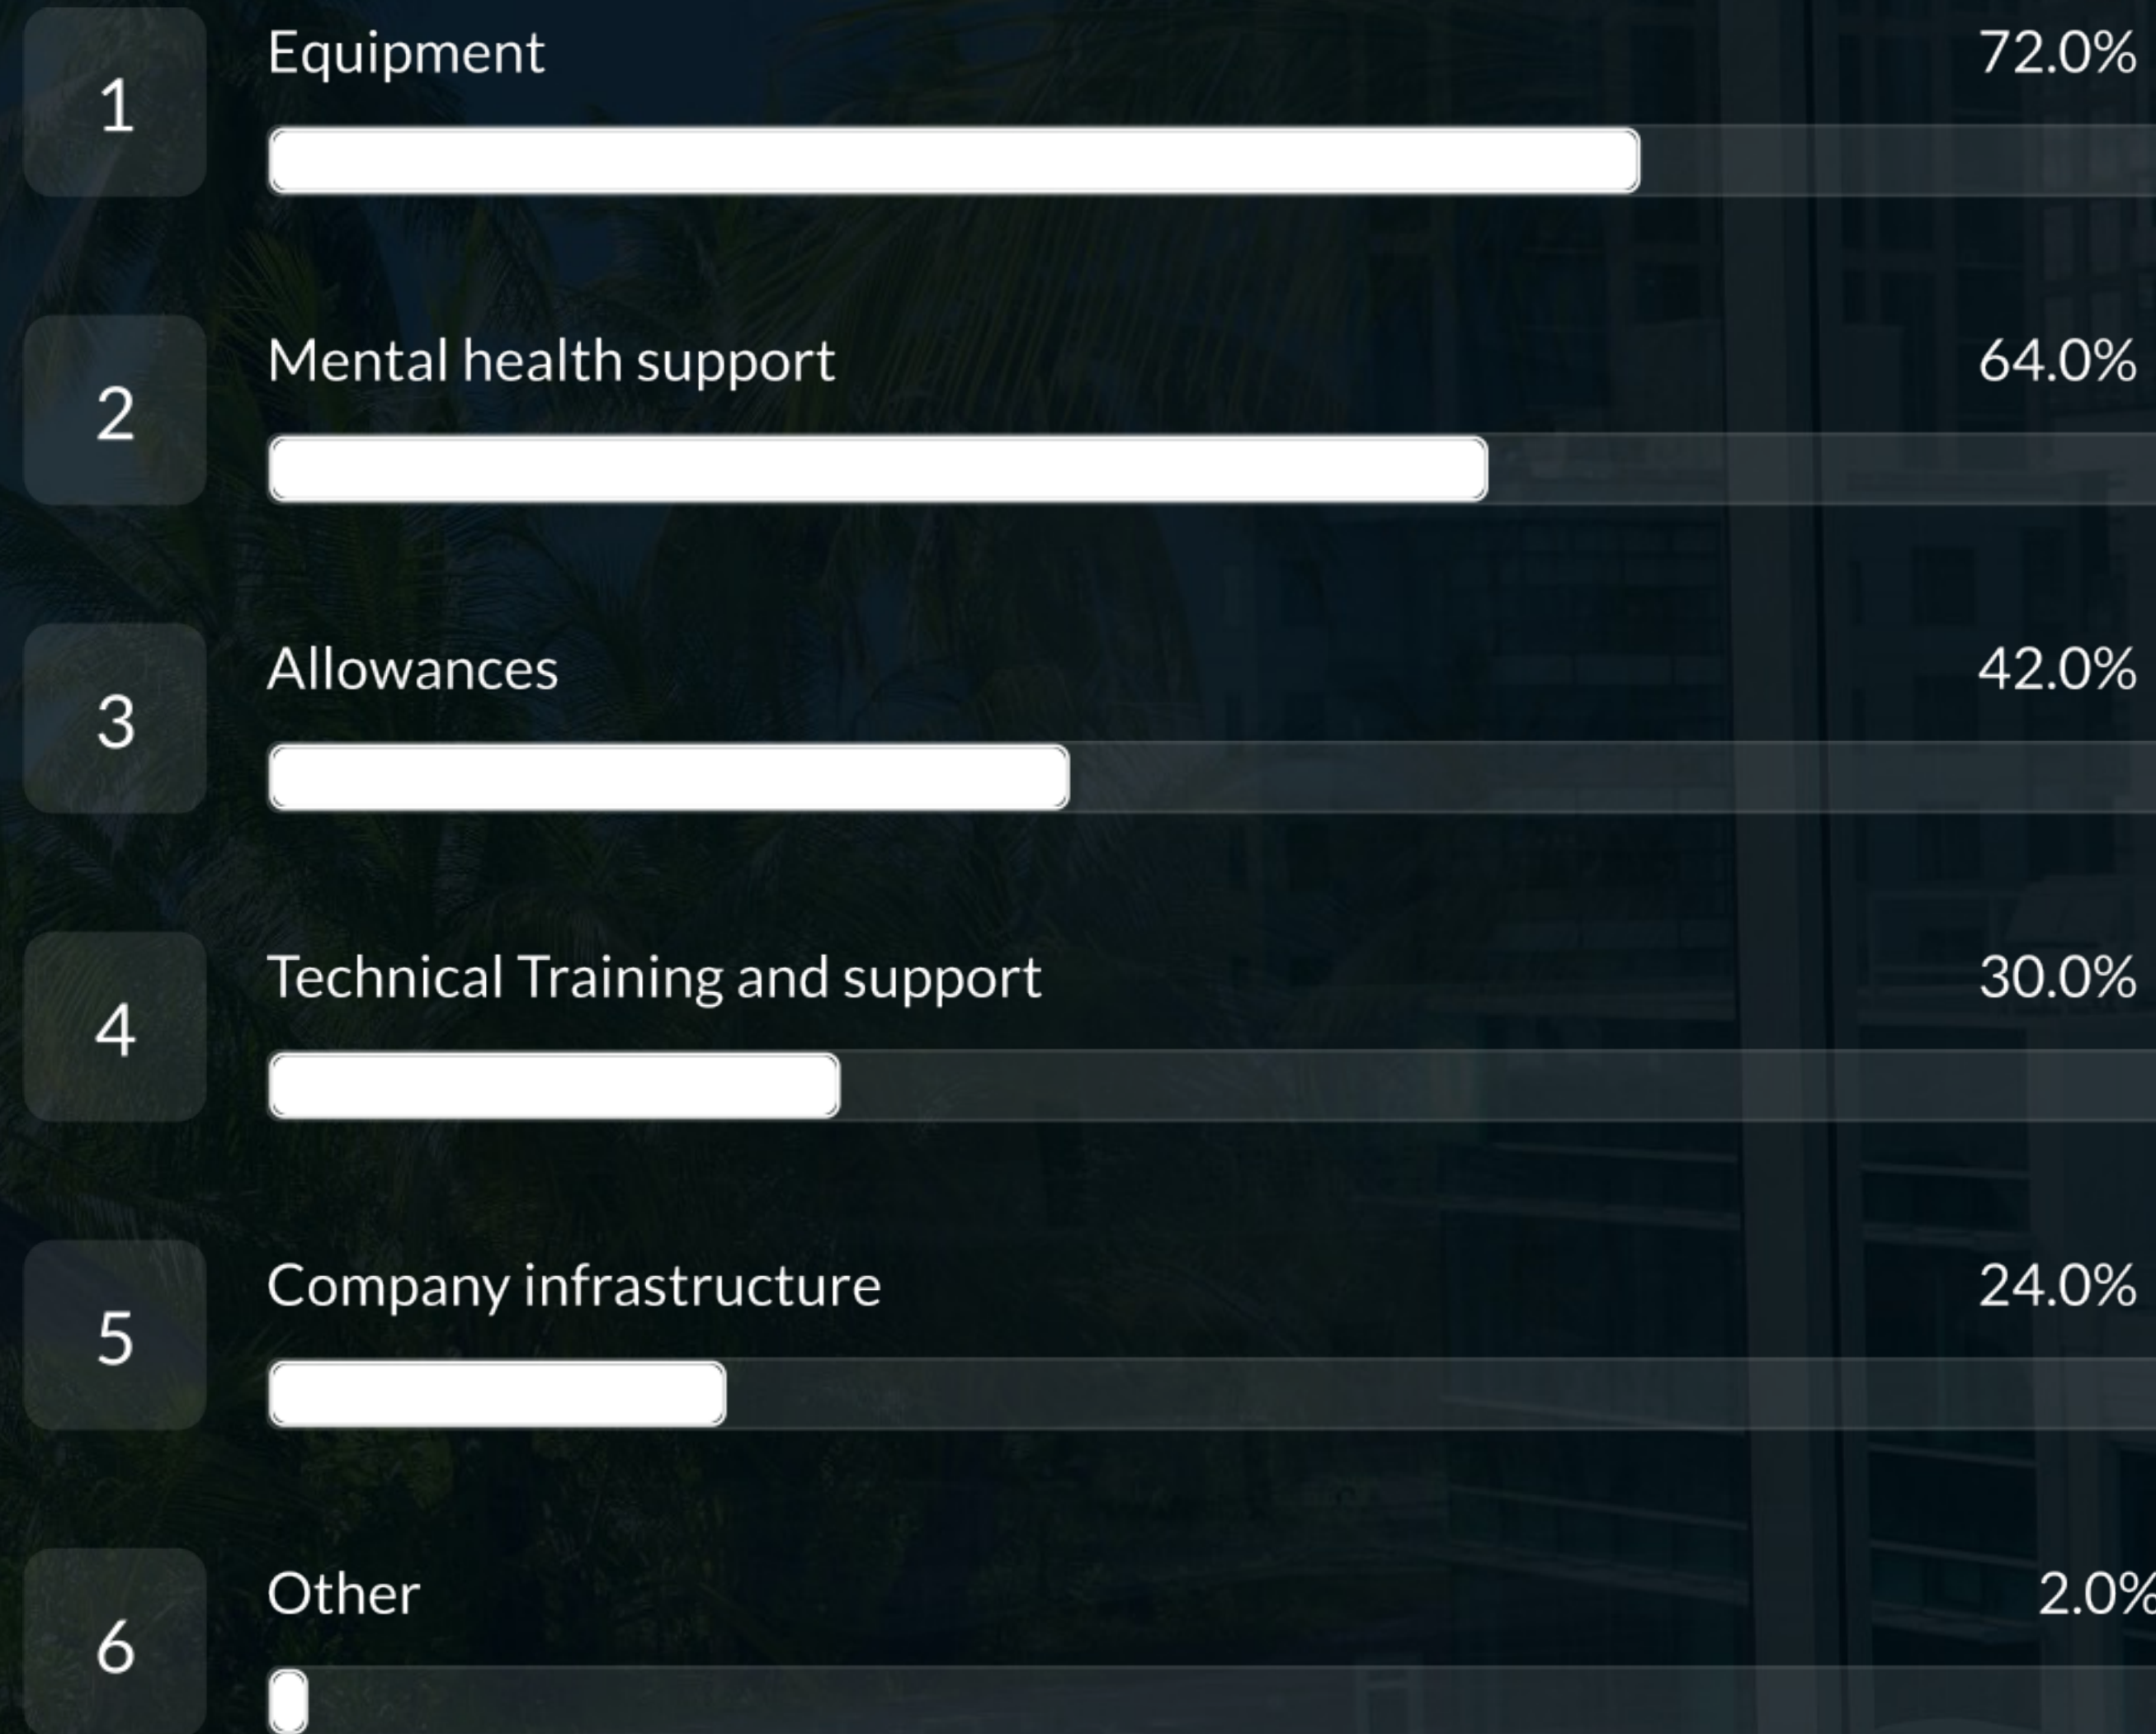 1
Equipment 72.0%
2
Mental health support 64.0%
3
Allowances 42.0%
4
Technical Training and support 30.0%
5
Company infrastructure 24.0%
6
Other 2.0%